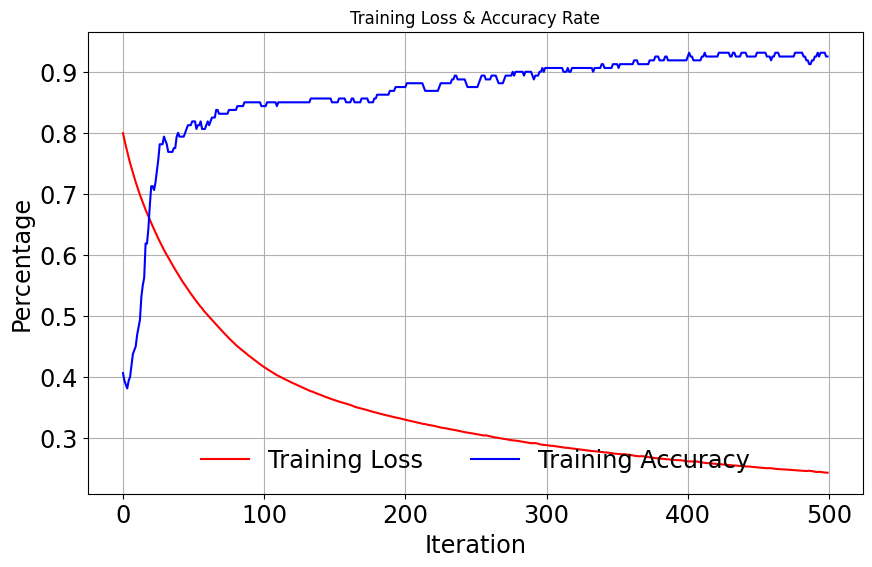 Training Loss & Accuracy Rate
0.9
0.8
0.7
0.6
0.5
0.4
0.3
Percentage
Training Loss Training Accuracy
0 100 200 300 400 500
Iteration